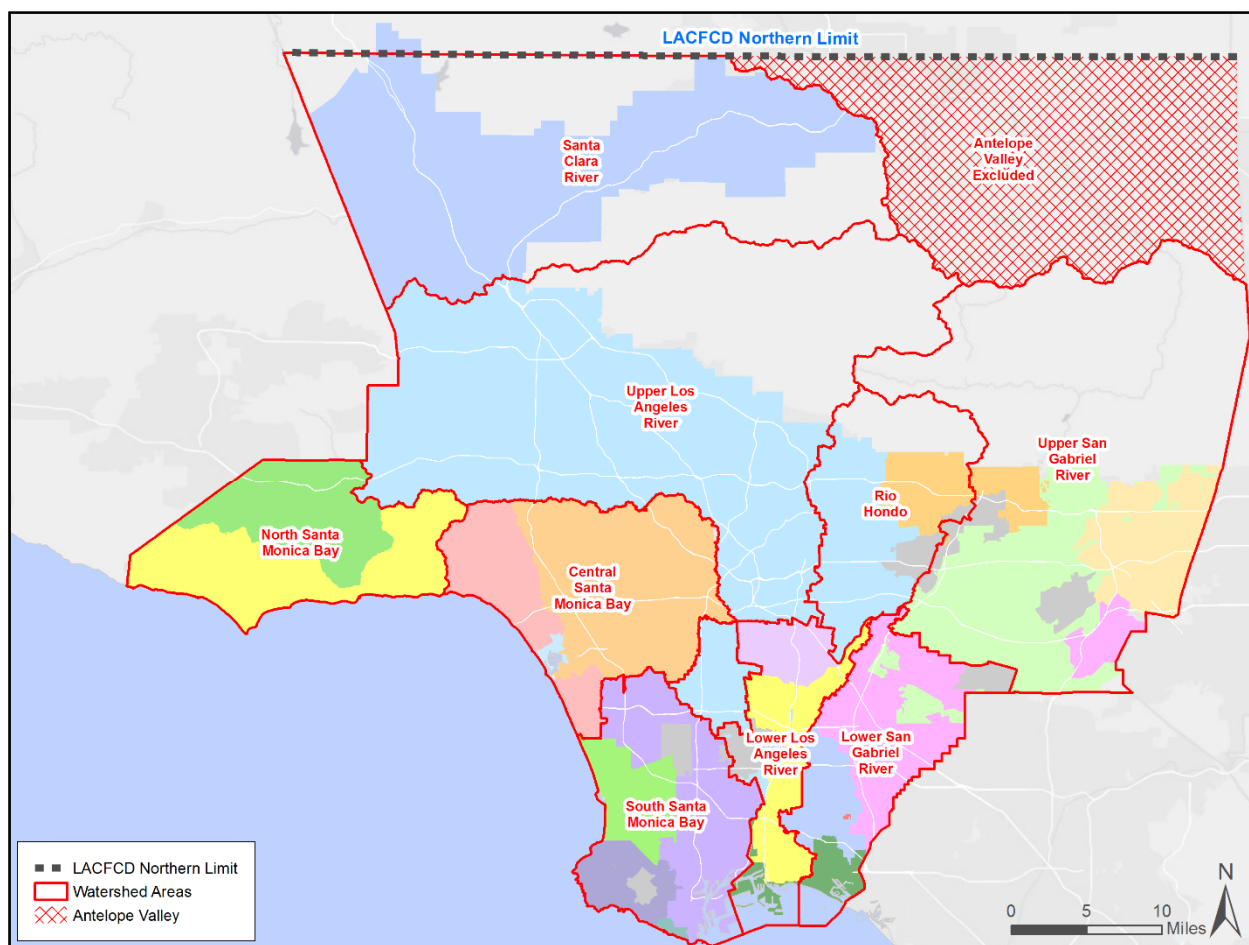 LACFCD Northern Limit
Santa
Clara
River
Antelope
Valley
Excluded
Upper Los
Angeles
River
Upper San
Gabriel
River
Rio
Hondo
North Santa
Monica Bay
Central
Santa
Monica Bay
Lower Los
Angeles
River
Lower San
Gabriel
River
South Santa
Monica Bay
LACFCD Northern Limit
Watershed Areas
Antelope Valley
N
0 5 10
Miles